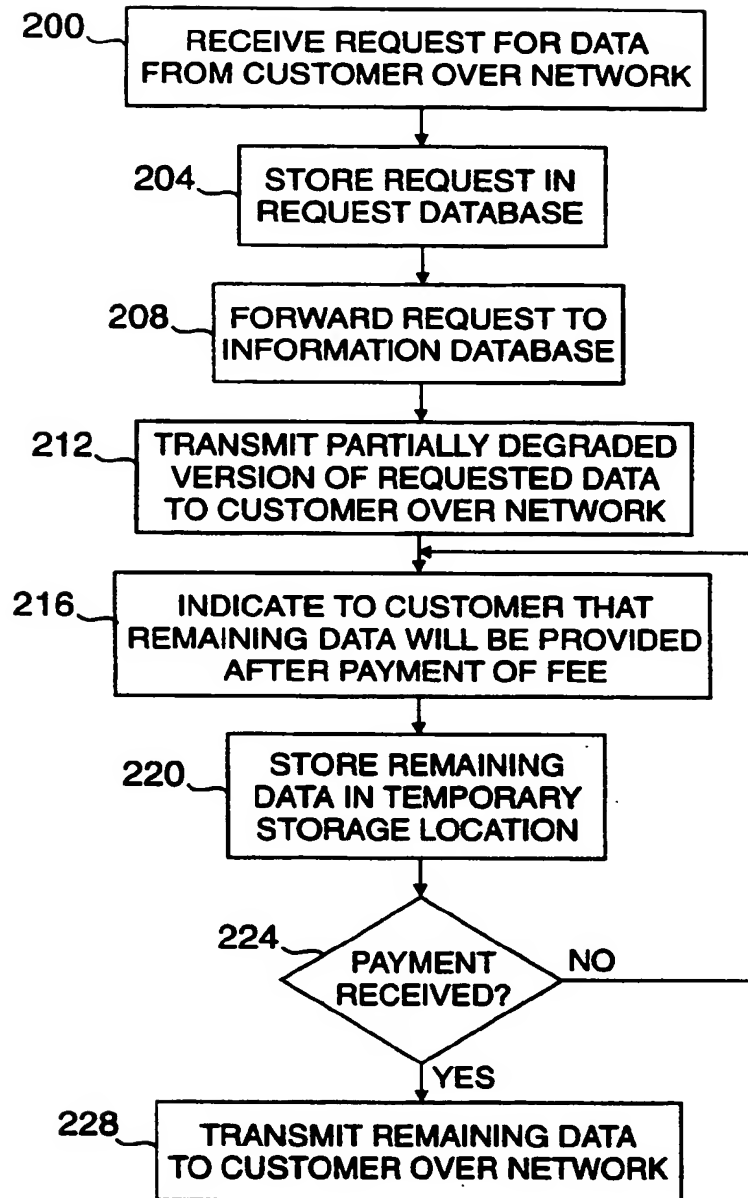 200
RECEIVE REQUEST FOR DATA
FROM CUSTOMER OVER NETWORK
204
STORE REQUEST IN
REQUEST DATABASE
208
FORWARD REQUEST TO
INFORMATION DATABASE
212
TRANSMIT PARTIALLY DEGRADED
VERSION OF REQUESTED DATA
TO CUSTOMER OVER NETWORK
216
INDICATE TO CUSTOMER THAT
REMAINING DATA WILL BE PROVIDED
AFTER PAYMENT OF FEE
220
STORE REMAINING
DATA IN TEMPORARY
STORAGE LOCATION
224
PAYMENT
RECEIVED?
NO
YES
228
TRANSMIT REMAINING DATA
TO CUSTOMER OVER NETWORK